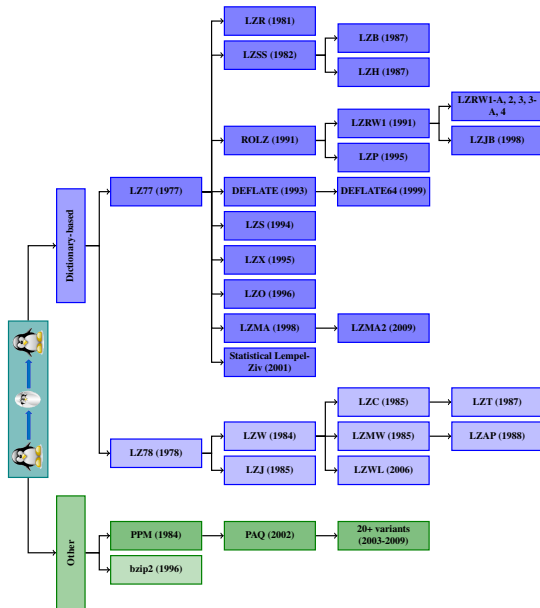 LZR (1981)
LZSS (1982)
LZB (1987)
LZH (1987)
LZRW1-A, 2, 3, 3-
A, 4
LZRW1 (1991)
ROLZ (1991)
LZJB (1998)
LZP (1995)
Dictionary-based
LZ77 (1977)
DEFLATE (1993)
DEFLATE64 (1999)
LZS (1994)
LZX (1995)
LZO (1996)
LZMA (1998)
LZMA2 (2009)
Statistical Lempel-
Ziv (2001)
LZC (1985)
LZT (1987)
LZ78 (1978)
LZW (1984)
LZMW (1985)
LZAP (1988)
LZJ (1985)
LZWL (2006)
Other
PPM (1984)
PAQ (2002)
20+ variants
(2003-2009)
bzip2 (1996)